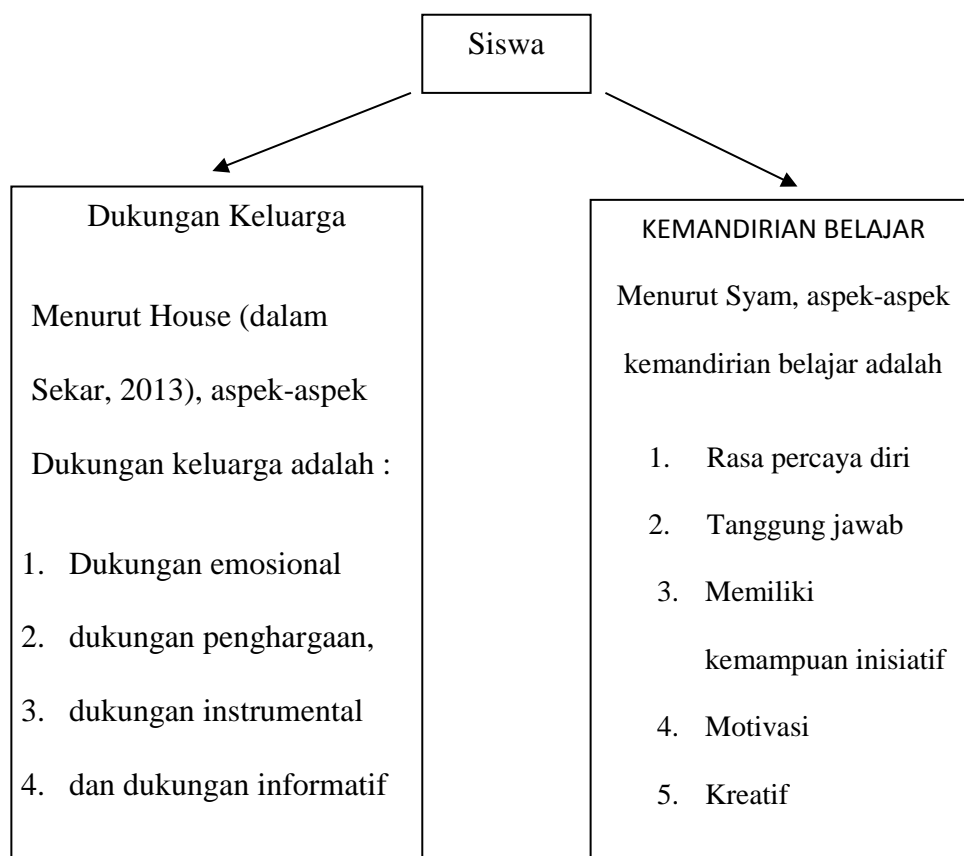 Siswa
Dukungan Keluarga
Menurut House (dalam
Sekar, 2013), aspek-aspek
Dukungan keluarga adalah :
1. Dukungan emosional
2. dukungan penghargaan,
3. dukungan instrumental
4. dan dukungan informatif
KEMANDIRIAN BELAJAR
Menurut Syam, aspek-aspek
kemandirian belajar adalah
1. Rasa percaya diri
2. Tanggung jawab
3. Memiliki
kemampuan inisiatif
4. Motivasi
5. Kreatif